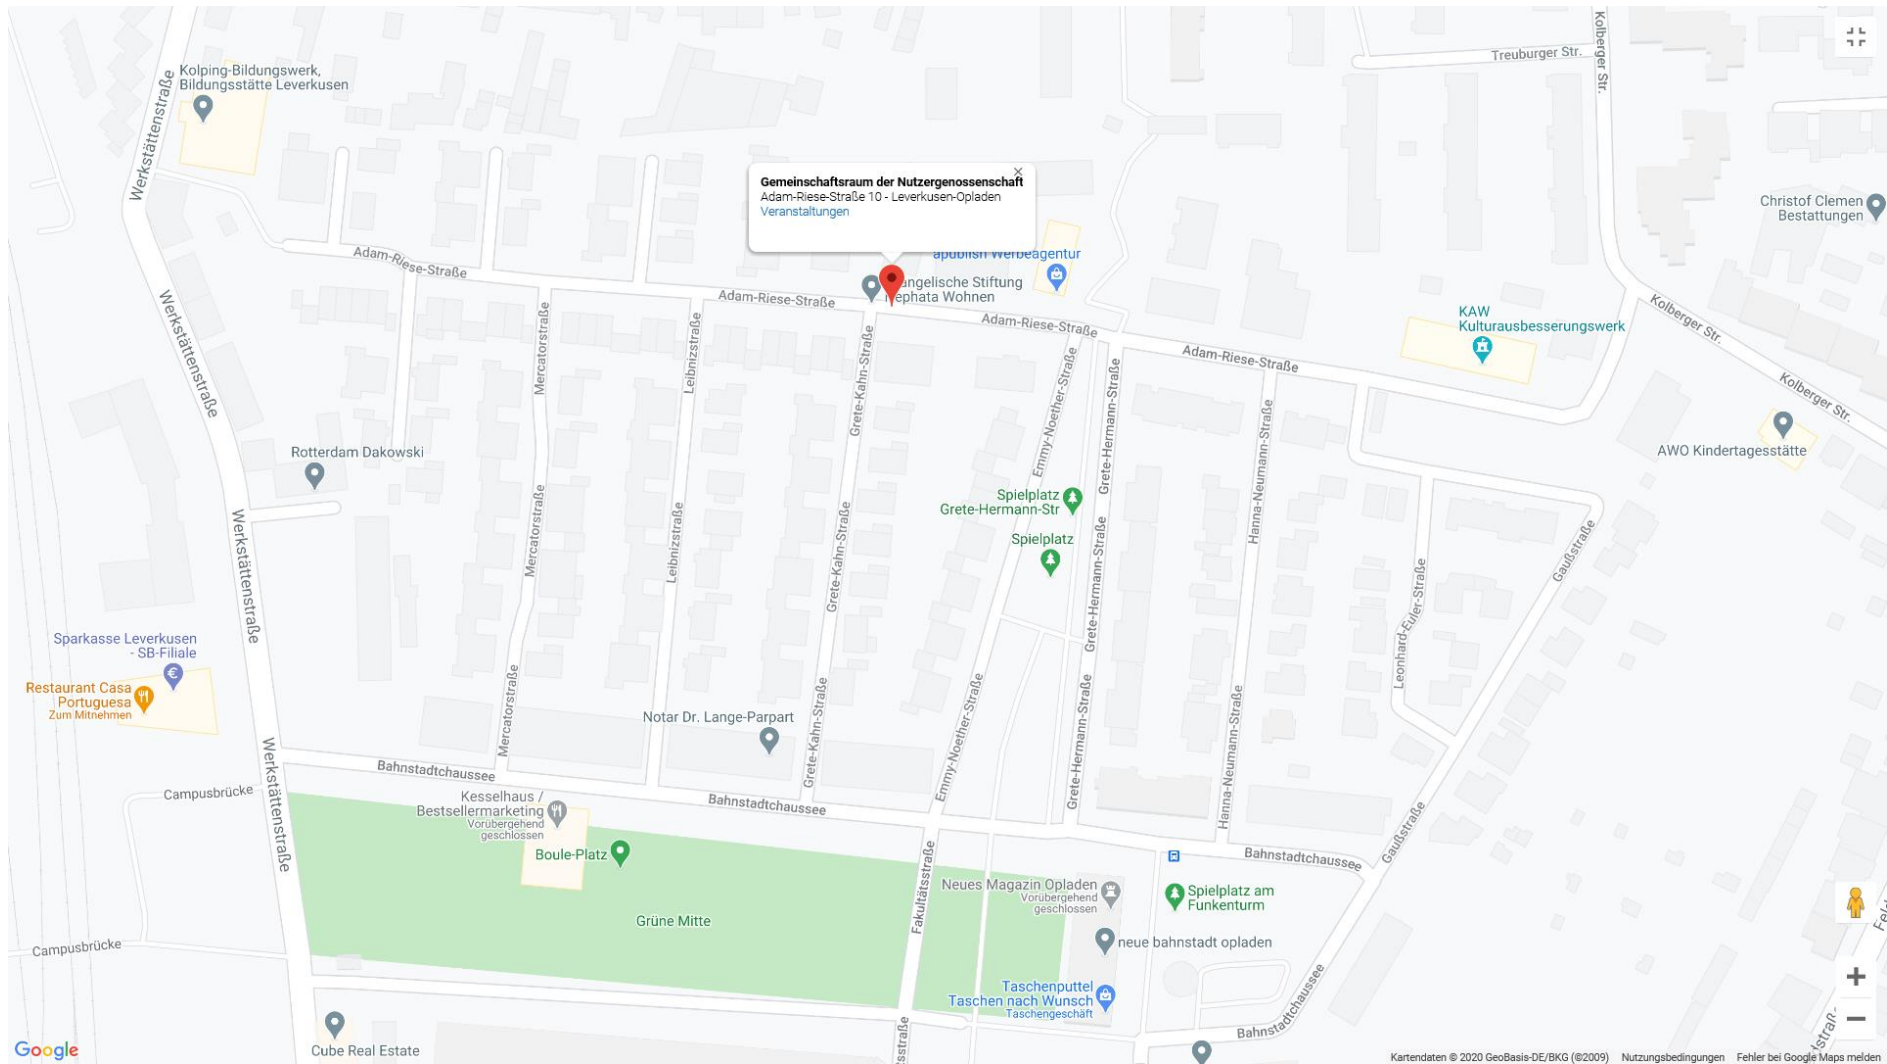 Kolberger Str.
Treuburger Str.
Kolping-Bildungswerk,
Bildungsstätte Leverkusen
Werkstättenstraße
Gemeinschaftsraum der Nutzergenossenschaft
Adam-Riese-Straße 10 - Leverkusen-Opladen
Veranstaltungen
Christof Clemen
Bestattungen
apublish Werbeagentur
Adam-Riese-Straße
angelische Stiftung
ephata Wohnen
Adam-Riese-Straße
Adam-Riese-Straße
Adam-Riese-Straße
KAW
Kulturausbesserungswerk
Kolberger Str.
Kolberger Str.
Werkstättenstraße
Mercatorstraße
Leibnizstraße
Grete-Kahn-Straße
Emmy-Noether-Straße
Grete-Hermann-Straße
Hanna-Neumann-Straße
AWO Kindertagesstätte
Rotterdam Dakowski
Spielplatz
Grete-Hermann-Str
Spielplatz
Werkstättenstraße
Mercatorstraße
Leibnizstraße
Grete-Kahn-Straße
Grete-Hermann-Straße
Gaußstraße
Leonhard-Euler-Straße
Sparkasse Leverkusen
- SB-Filiale
Restaurant Casa
Portuguesa
Zum Mitnehmen
Mercatorstraße
Notar Dr. Lange-Parpart
Grete-Kahn-Straße
Emmy-Noether-Straße
Grete-Hermann-Straße
Hanna-Neumann-Straße
Werkstättenstraße
Bahnstadtchaussee
Campusbrücke
Kesselhaus /
Bestsellermarketing
Vorübergehend
geschlossen
Bahnstadtchaussee
Boule-Platz
Bahnstadtchaussee
Gaußstraße
Fakultätsstraße
Neues Magazin Opladen
Vorübergehend
geschlossen
Spielplatz am
Funkenturm
Grüne Mitte
Campusbrücke
neue bahnstadt opladen
Taschenputtel
Taschen nach Wunsch
Taschengeschäft
Bahnstadtchaussee
Cube Real Estate
Google
Kartendaten © 2020 GeoBasis-DE/BKG (©2009)
Nutzungsbedingungen
Fehler bei Google Maps melden